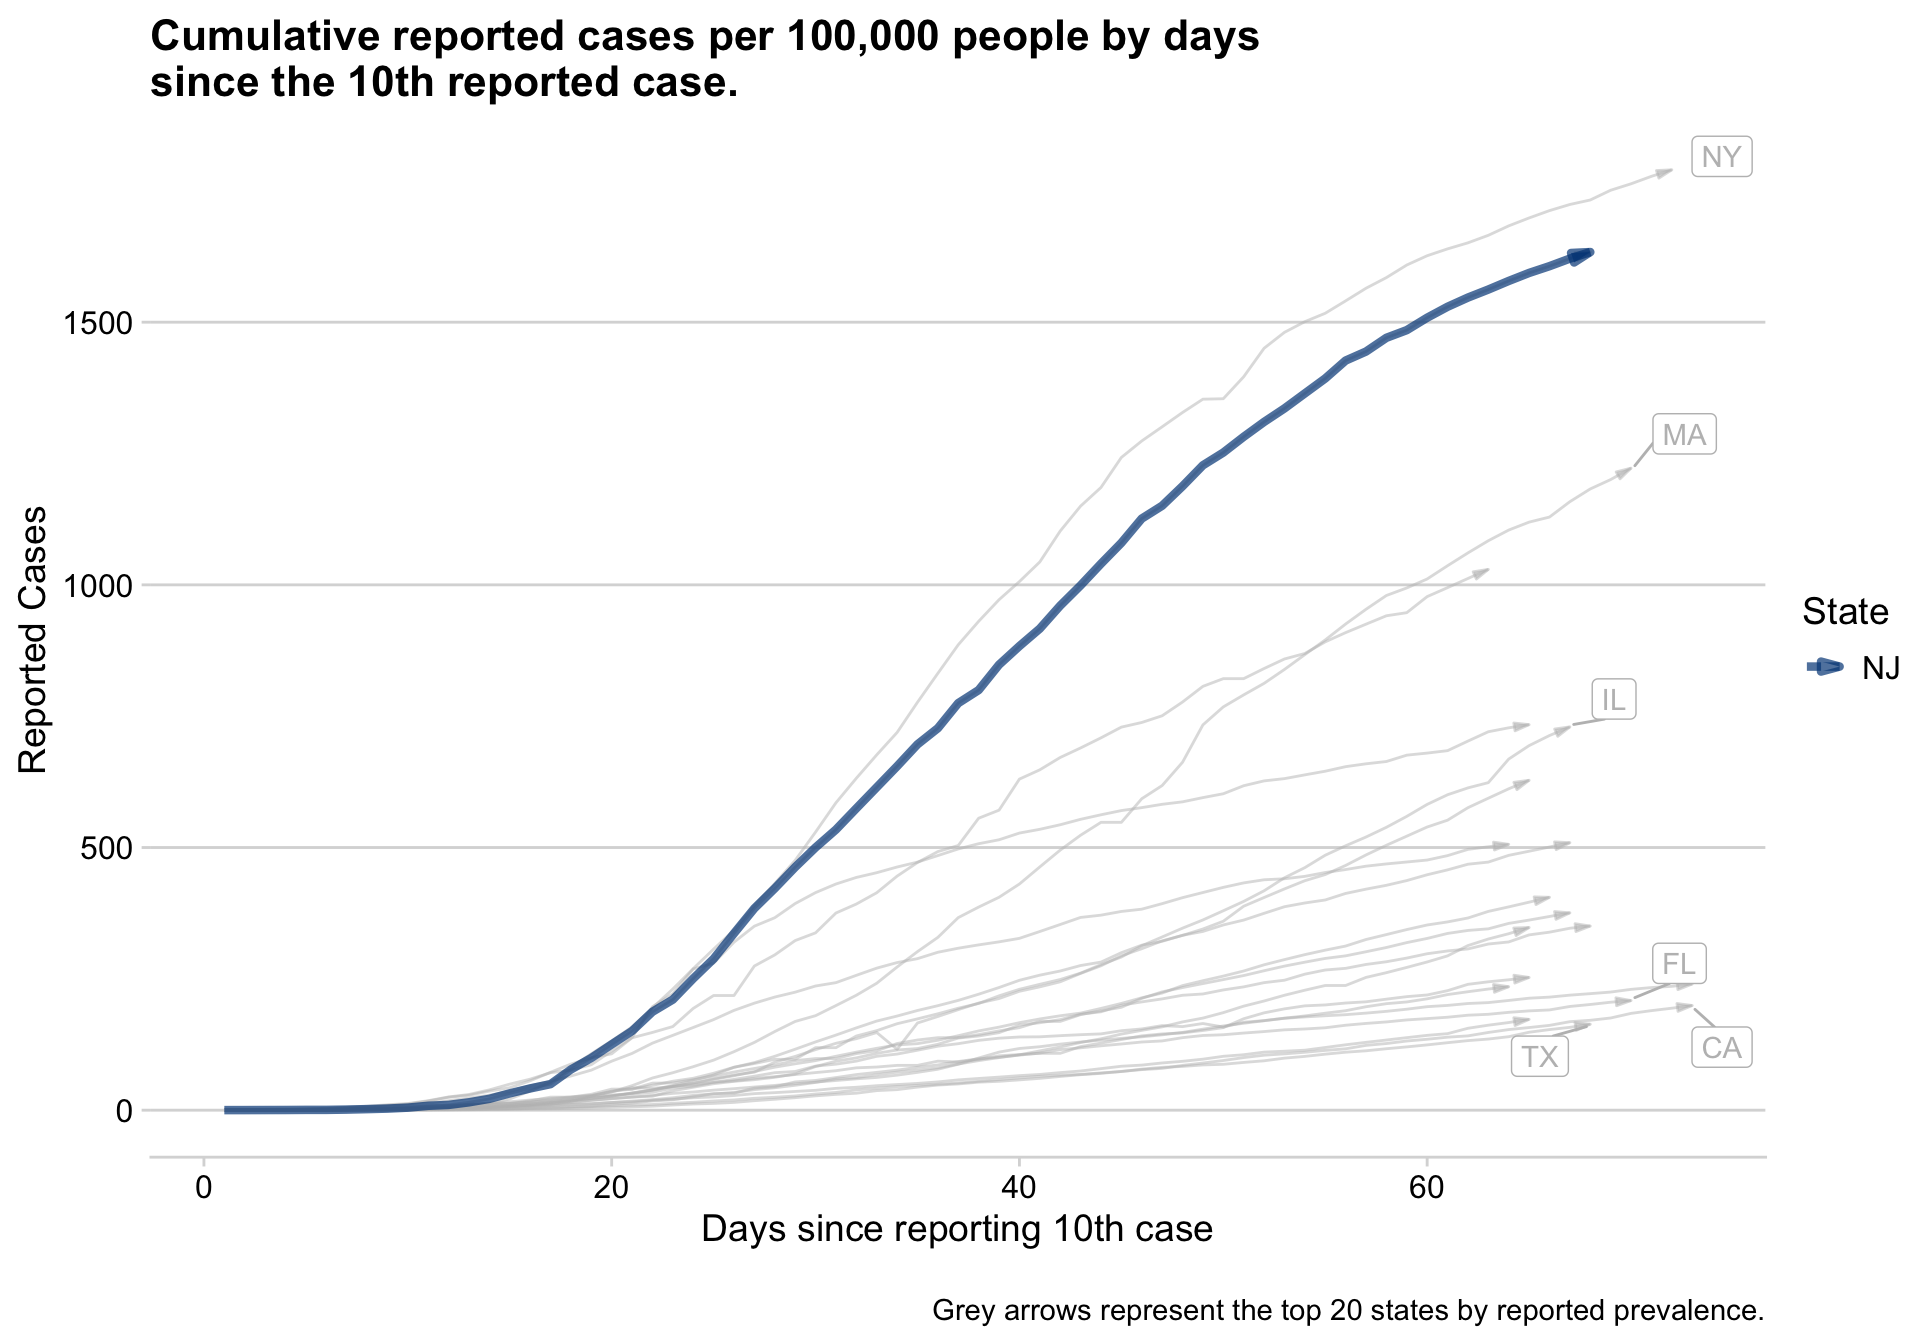 Cumulative reported cases per 100,000 people by days
since the 10th reported case.
NY
1500
MA
1000
Reported Cases
State
NJ
IL
500
FL
CA
TX
0
0 20 40 60
Days since reporting 10th case
Grey arrows represent the top 20 states by reported prevalence.